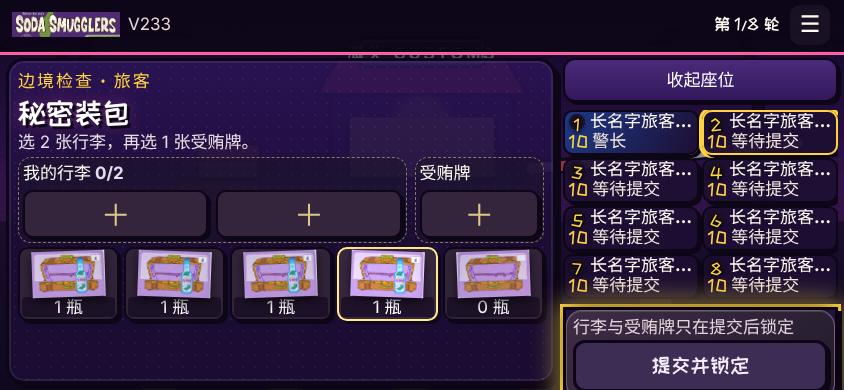 SODA SMUGGLERS V233
第 1/8 轮
边境检查・旅客
秘密装包
选 2 张行李，再选 1 张受贿牌。
我的行李 0/2
受贿牌
1 瓶
1 瓶
1 瓶
1 瓶
0 瓶
收起座位
1 长名字旅客…
10 警长
2 长名字旅客…
10 等待提交
3 长名字旅客…
10 等待提交
4 长名字旅客…
10 等待提交
5 长名字旅客…
10 等待提交
6 长名字旅客…
10 等待提交
7 长名字旅客…
10 等待提交
8 长名字旅客…
10 等待提交
行李与受贿牌只在提交后锁定
提交并锁定